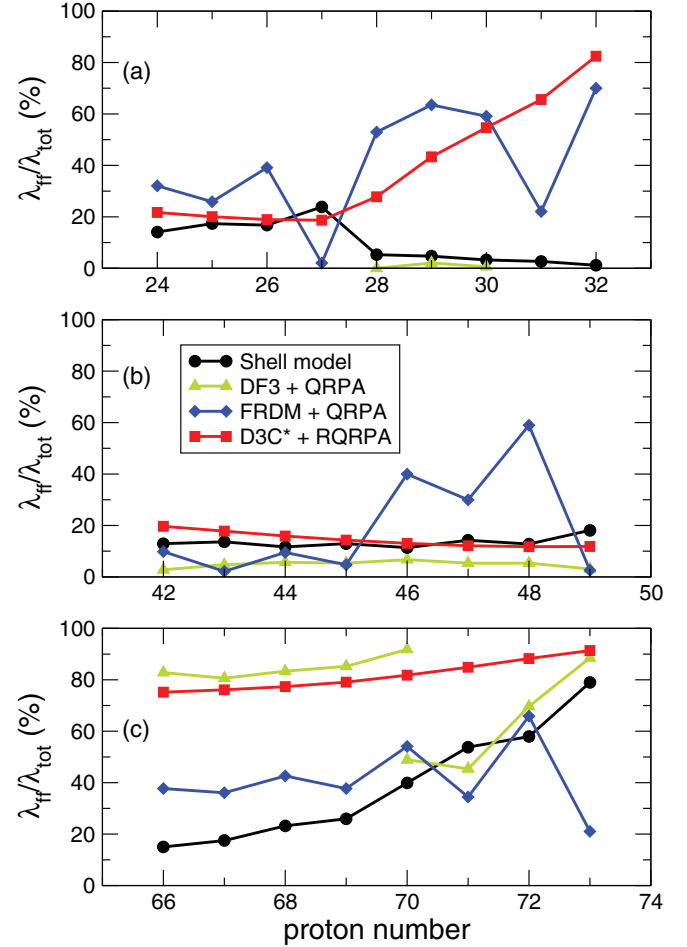 100
80
60
40
20
0
λff/λtot (%)
(a)
24 26 28 30 32
100
80
60
40
20
0
λff/λtot (%)
(b)
Shell model
DF3 + QRPA
FRDM + QRPA
D3C* + RQRPA
42 44 46 48 50
100
80
60
40
20
0
λff/λtot (%)
(c)
66 68 70 72 74
proton number